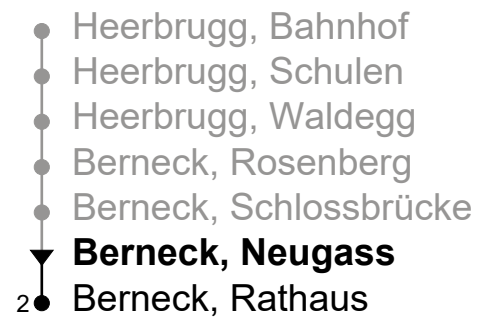 Heerbrugg, Bahnhof
Heerbrugg, Schulen
Heerbrugg, Waldegg
Berneck, Rosenberg
Berneck, Schlossbrücke
Berneck, Neugass
2 Berneck, Rathaus